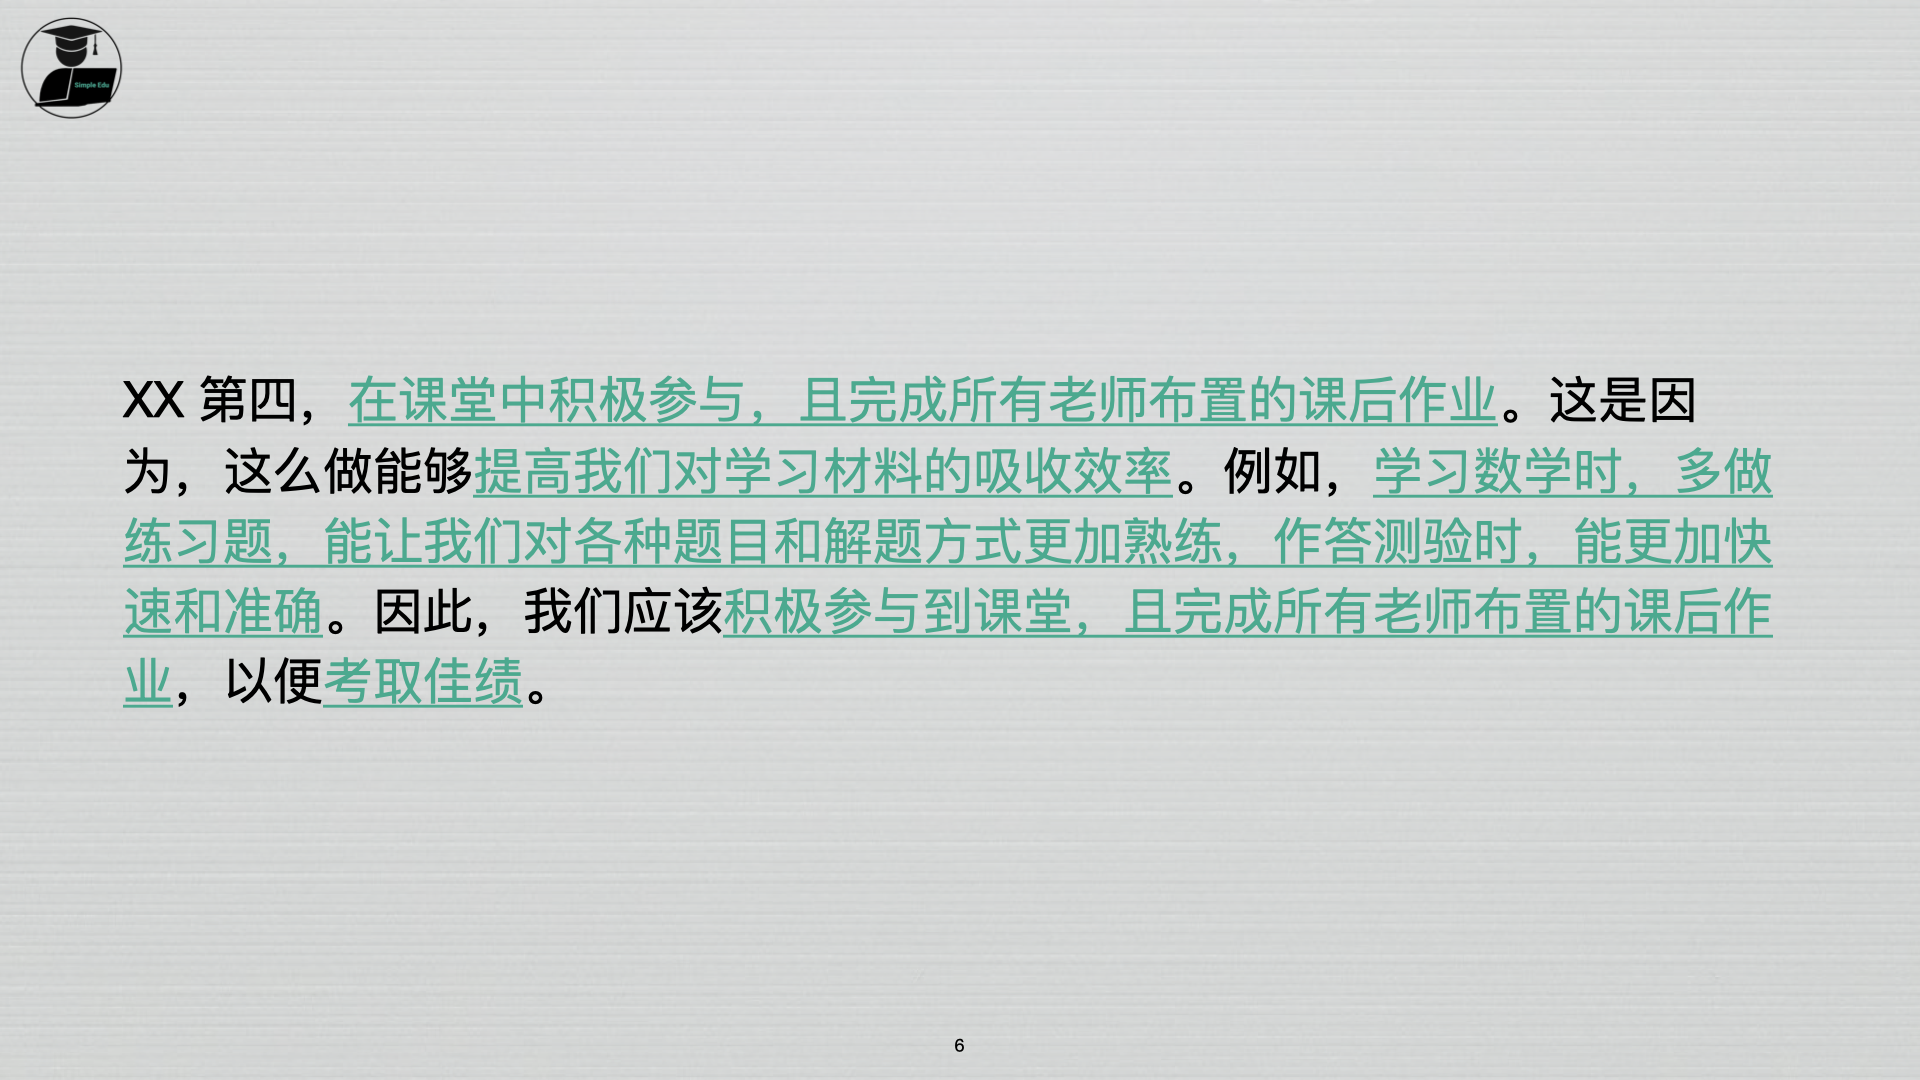 Simple Edu
XX 第四，在课堂中积极参与，且完成所有老师布置的课后作业。这是因
为，这么做能够提高我们对学习材料的吸收效率。例如，学习数学时，多做
练习题，能让我们对各种题目和解题方式更加熟练，作答测验时，能更加快
速和准确。因此，我们应该积极参与到课堂，且完成所有老师布置的课后作
业，以便考取佳绩。
6